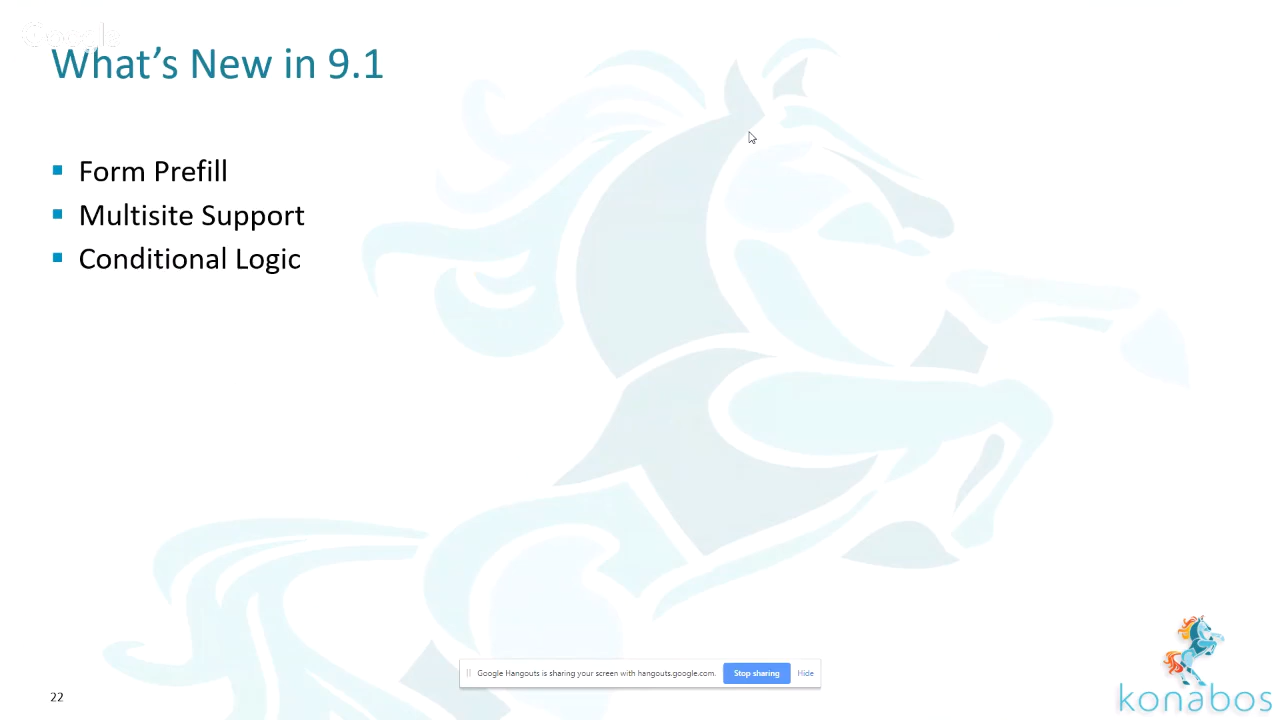 Google
What's New in 9.1
▪ Form Prefill
▪ Multisite Support
▪ Conditional Logic
Google Hangouts is sharing your screen with hangouts.google.com. Stop sharing Hide
22
konabos